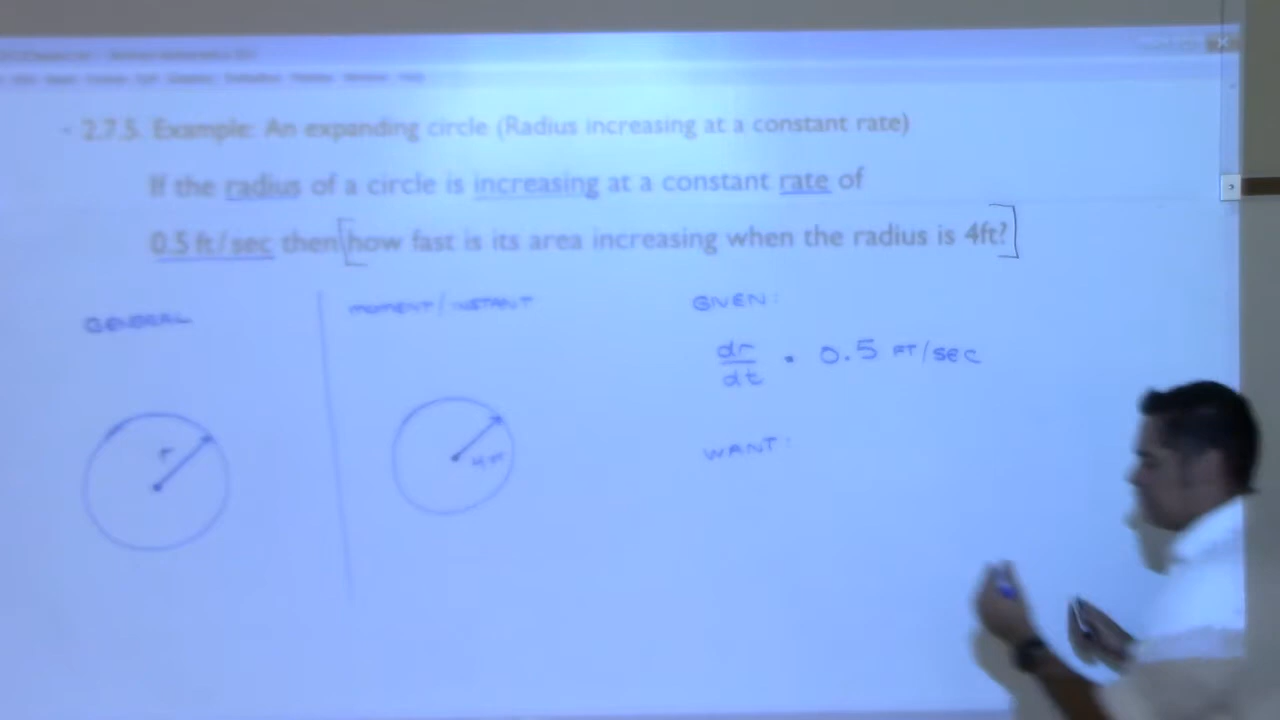 2.7.5. Example: An expanding circle (Radius increasing at a constant rate)
If the radius of a circle is increasing at a constant rate of
0.5 ft/sec then [how fast is its area increasing when the radius is 4ft?]
GENERAL
MOMENT/INSTANT
GIVEN:
dr/dt = 0.5 FT/sec
WANT:
r
4 FT